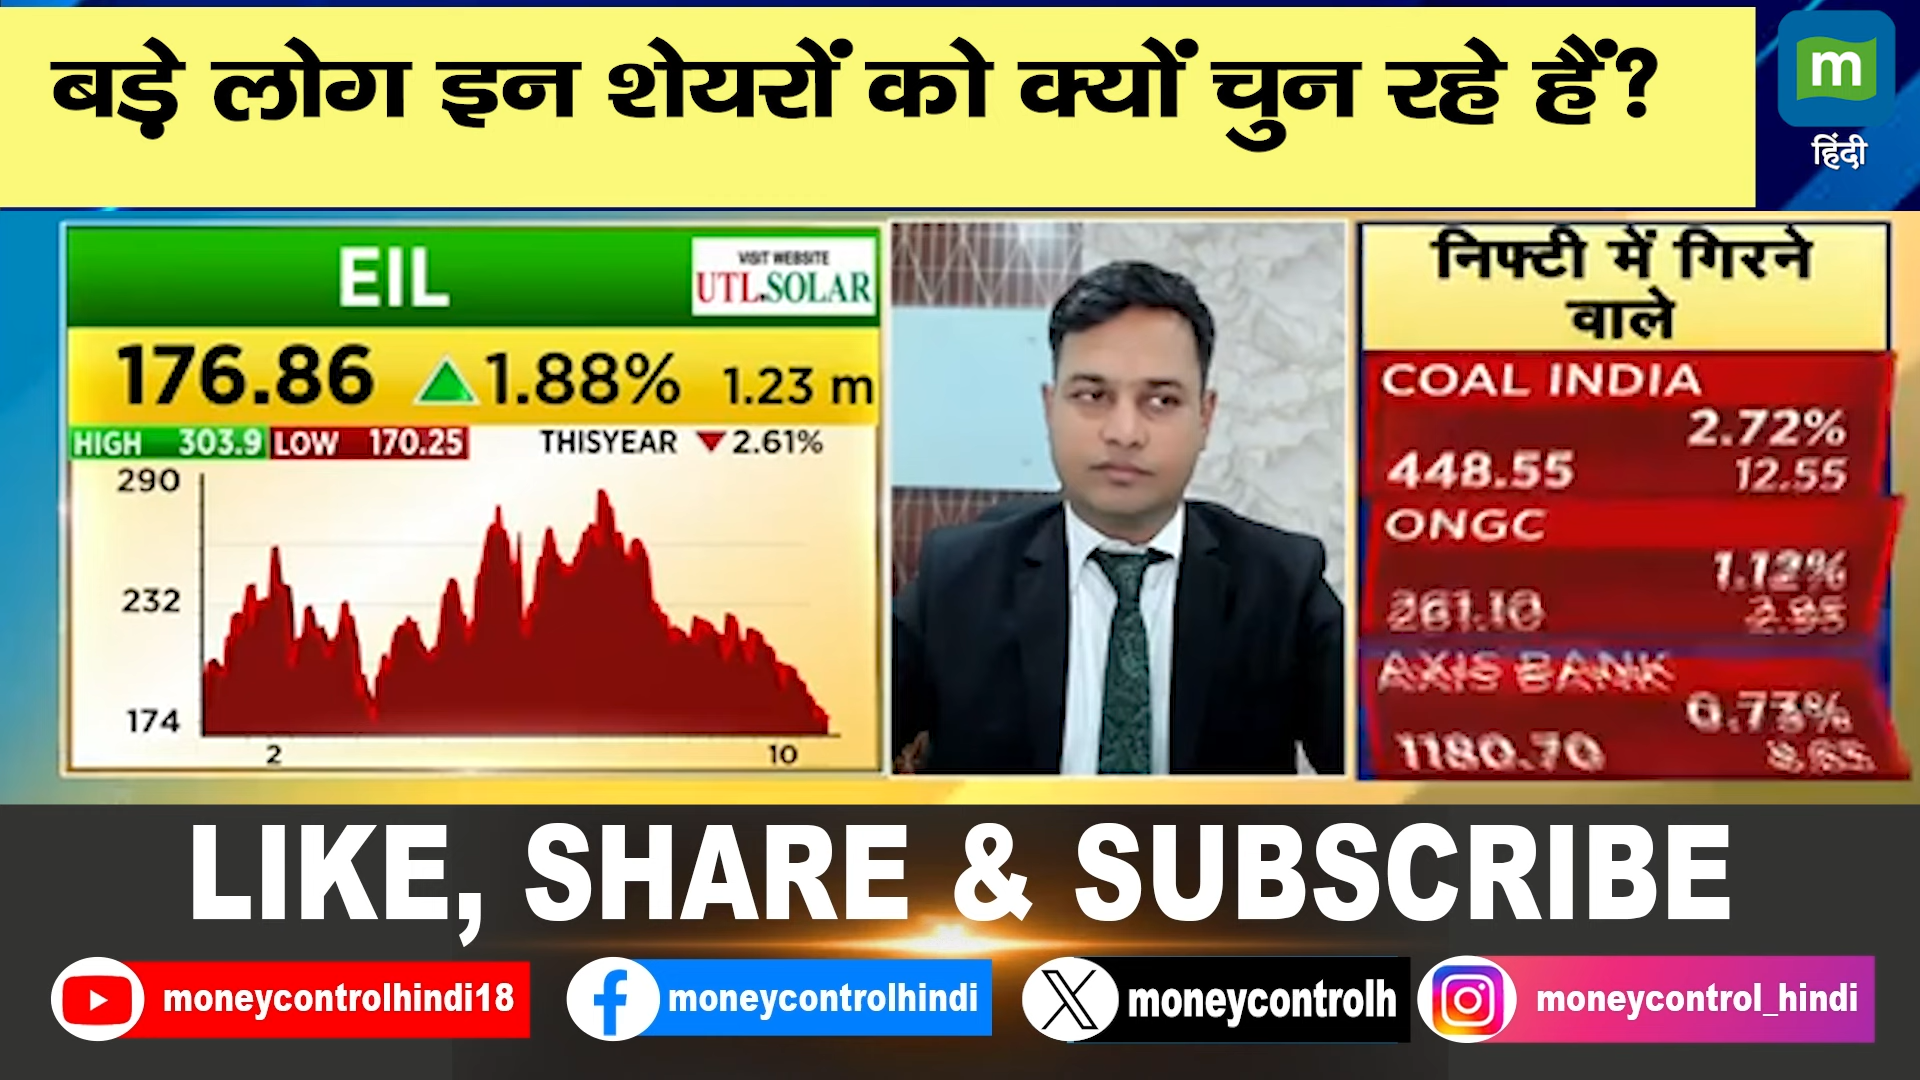 बड़े लोग इन शेयरों को क्यों चुन रहे हैं?
m
हिंदी
EIL
VISIT WEBSITE
UTL SOLAR
176.86 ▲ 1.88% 1.23 m
HIGH 303.9 LOW 170.25 THISYEAR ▼ 2.61%
290
232
174
2 10
निफ्टी में गिरने
वाले
COAL INDIA
2.72%
448.55 12.55
ONGC
1.12%
261.10 2.95
AXIS BANK
1180.70
LIKE, SHARE & SUBSCRIBE
moneycontrolhindi18
moneycontrolhindi
moneycontrolh
moneycontrol_hindi